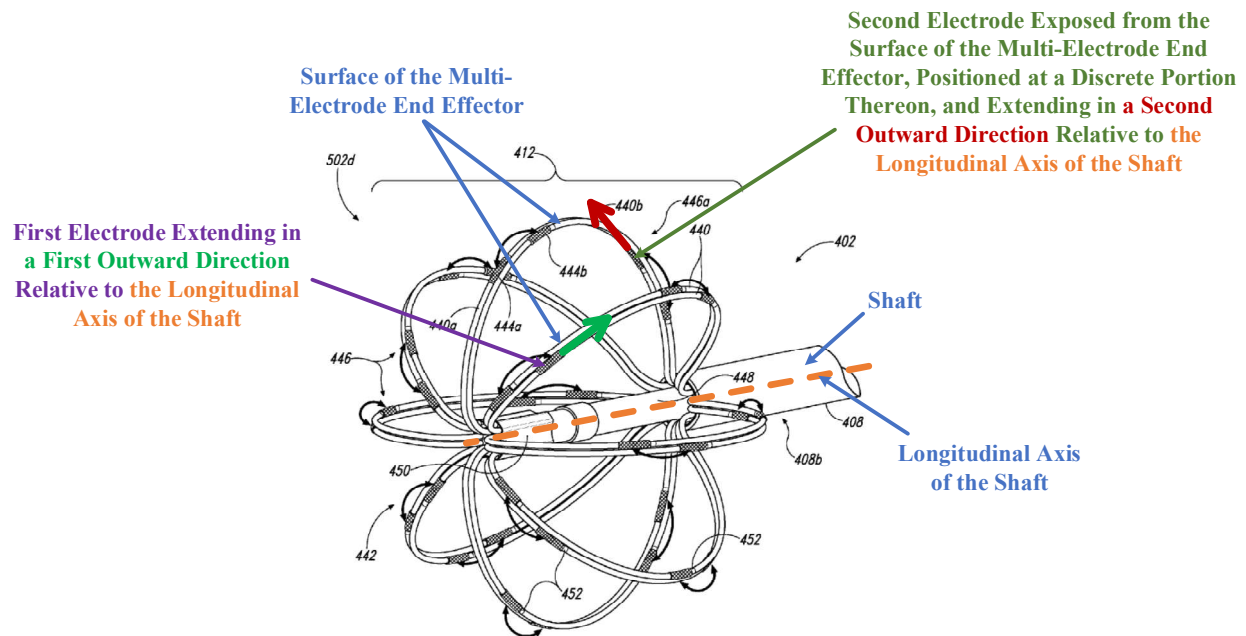 Second Electrode Exposed from the
Surface of the Multi-Electrode End
Effector, Positioned at a Discrete Portion
Thereon, and Extending in a Second
Outward Direction Relative to the
Longitudinal Axis of the Shaft
Surface of the Multi-
Electrode End Effector
502d
412
440b
446a
440
402
First Electrode Extending in
a First Outward Direction
Relative to the Longitudinal
Axis of the Shaft
444b
440a
444a
Shaft
446
448
408
450
408b
Longitudinal Axis
of the Shaft
442
452
452